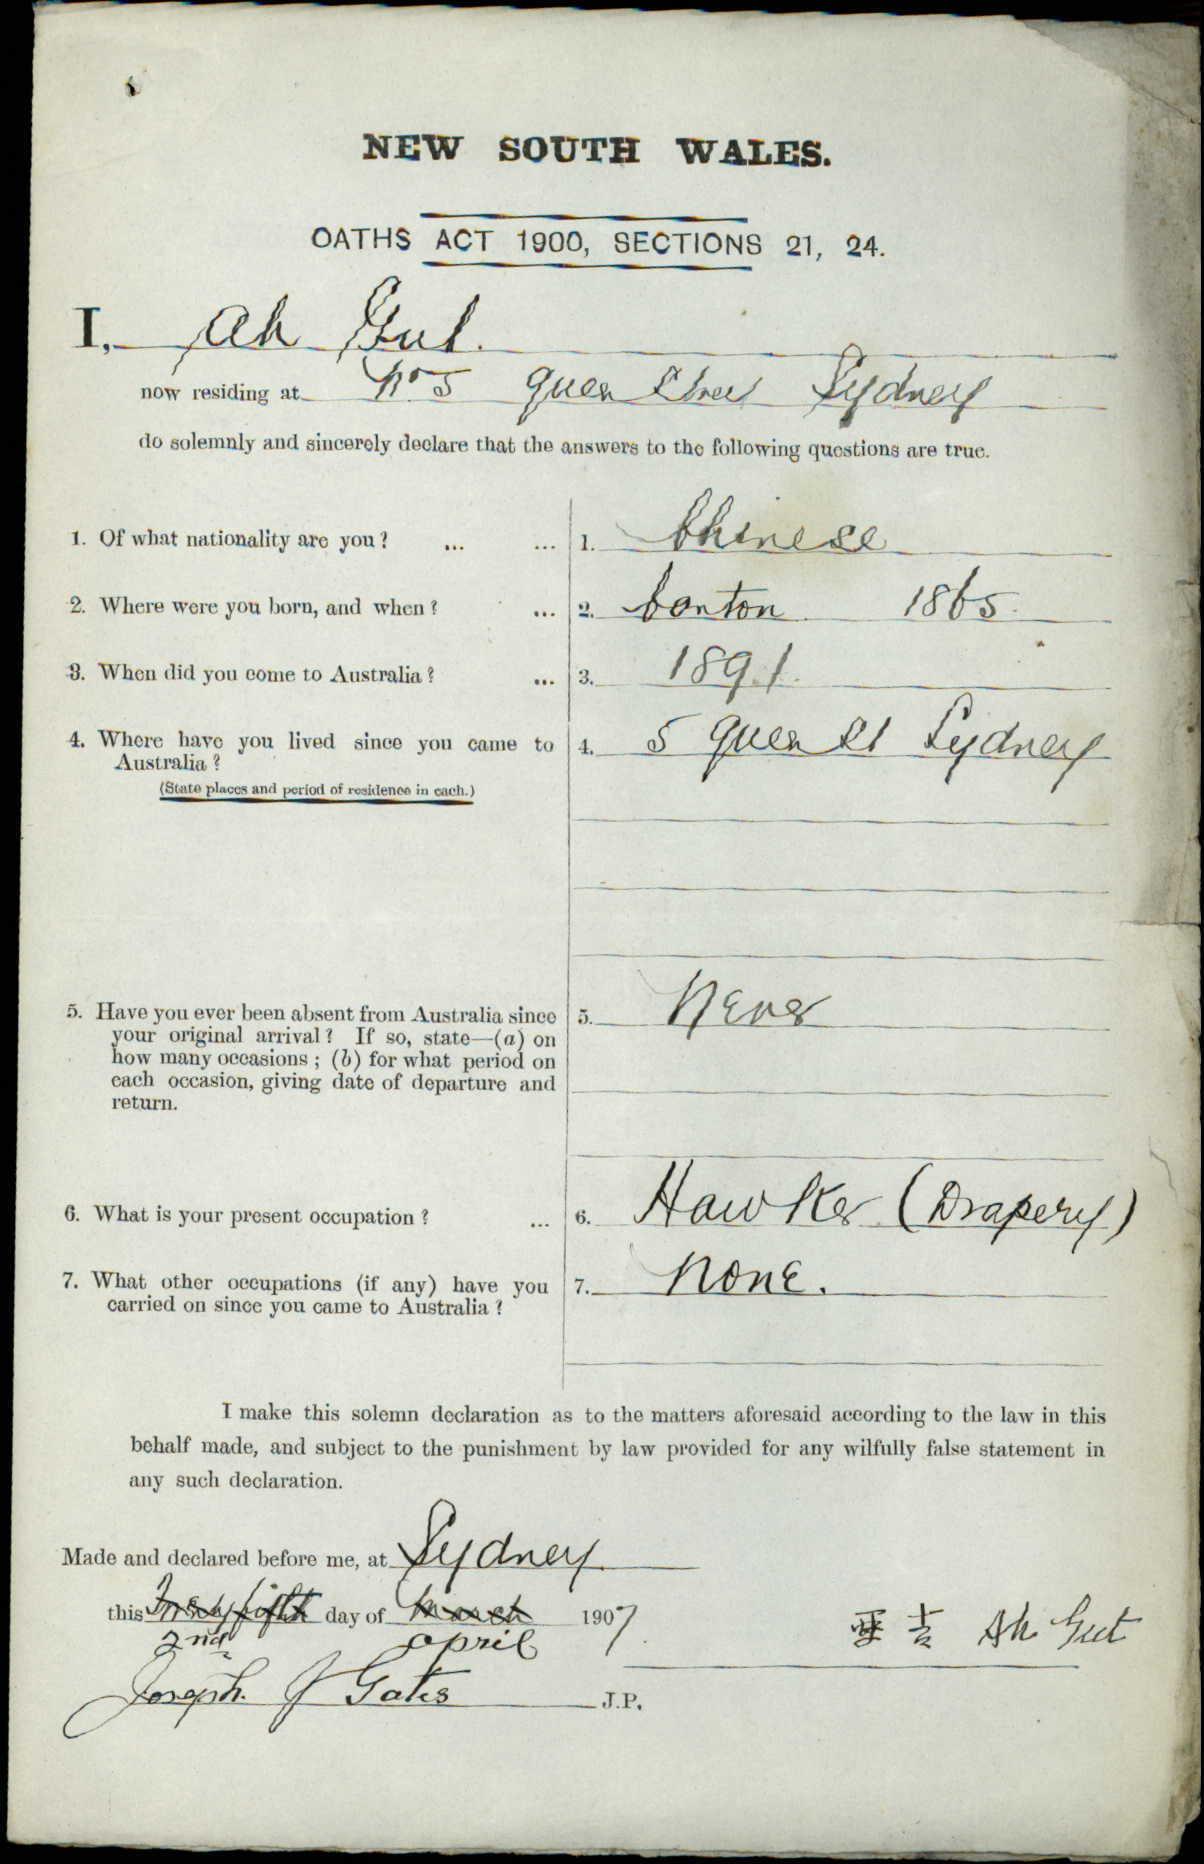 NEW SOUTH WALES.
OATHS ACT 1900, SECTIONS 21, 24.
I, Ah Gut.
now residing at No 5 Queen Street Sydney
do solemnly and sincerely declare that the answers to the following questions are true.
1. Of what nationality are you? ... ... 1. Chinese
2. Where were you born, and when? ... 2. Canton 1865.
3. When did you come to Australia? ... 3. 1891.
4. Where have you lived since you came to 4. 5 Queen St Sydney
Australia?
(State places and period of residence in each.)
5. Have you ever been absent from Australia since 5. Never
your original arrival? If so, state—(a) on
how many occasions; (b) for what period on
each occasion, giving date of departure and
return.
6. What is your present occupation? ... 6. Hawker (Drapery)
7. What other occupations (if any) have you 7. None.
carried on since you came to Australia?
I make this solemn declaration as to the matters aforesaid according to the law in this
behalf made, and subject to the punishment by law provided for any wilfully false statement in
any such declaration.
Made and declared before me, at Sydney
this Twenty fifth day of March 1907.
2nd April
吉 Ah Gut
Joseph J Gates J.P.